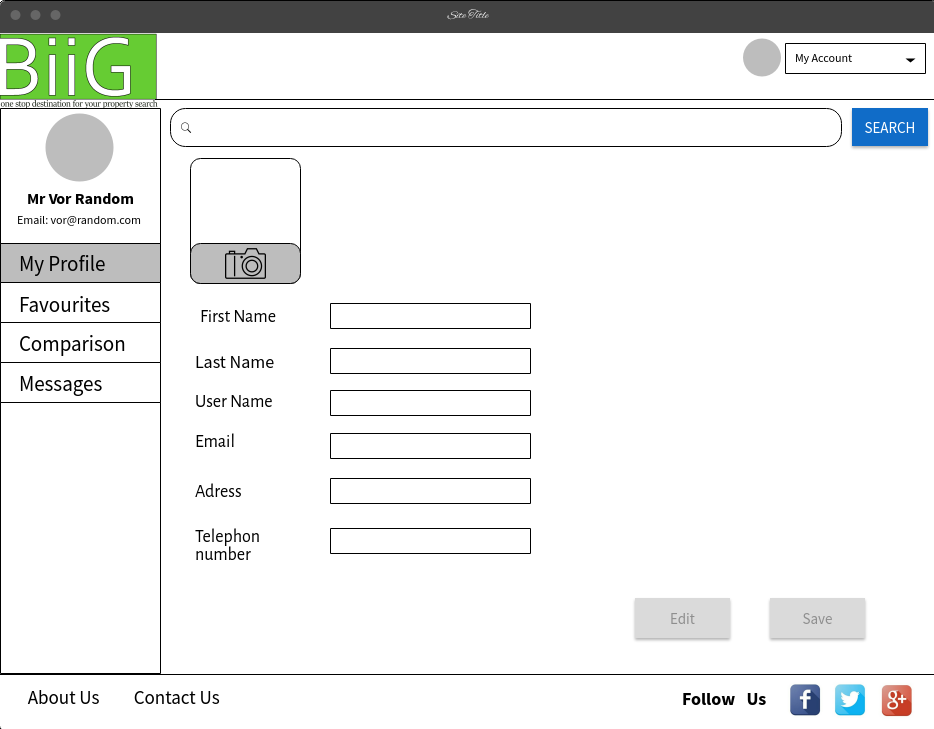 Site Title
BiiG
one stop destination for your property search
My Account
SEARCH
Mr Vor Random
Email: vor@random.com
My Profile
Favourites
Comparison
Messages
First Name
Last Name
User Name
Email
Adress
Telephon
number
Edit
Save
About Us
Contact Us
Follow Us
f
g+